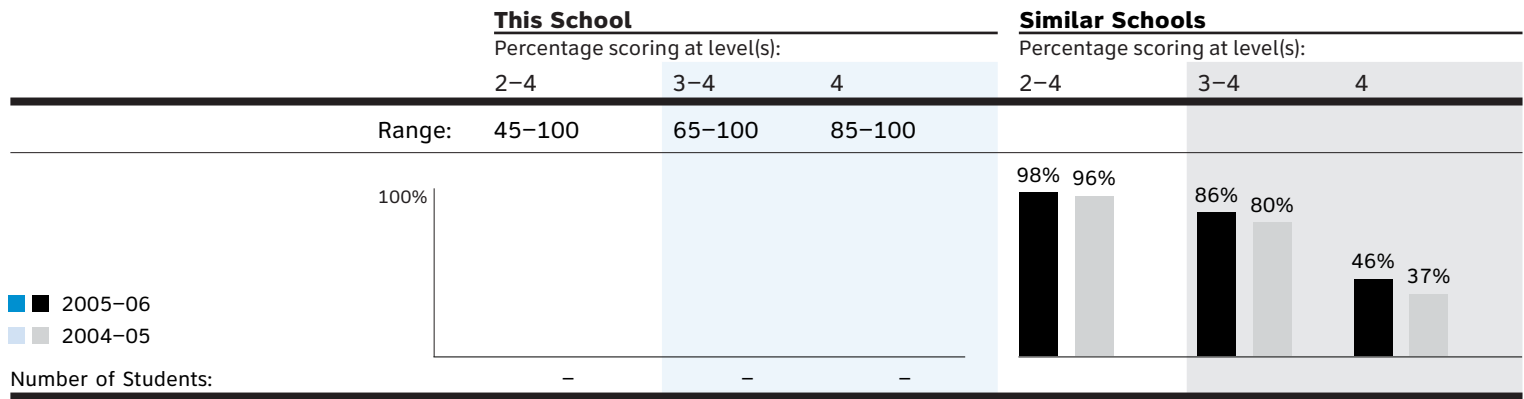 This School Similar Schools
Percentage scoring at level(s): Percentage scoring at level(s):
2–4 3–4 4 2–4 3–4 4
Range: 45–100 65–100 85–100
98% 96% 86% 80% 46% 37%
100%
2005–06
2004–05
Number of Students: – – –